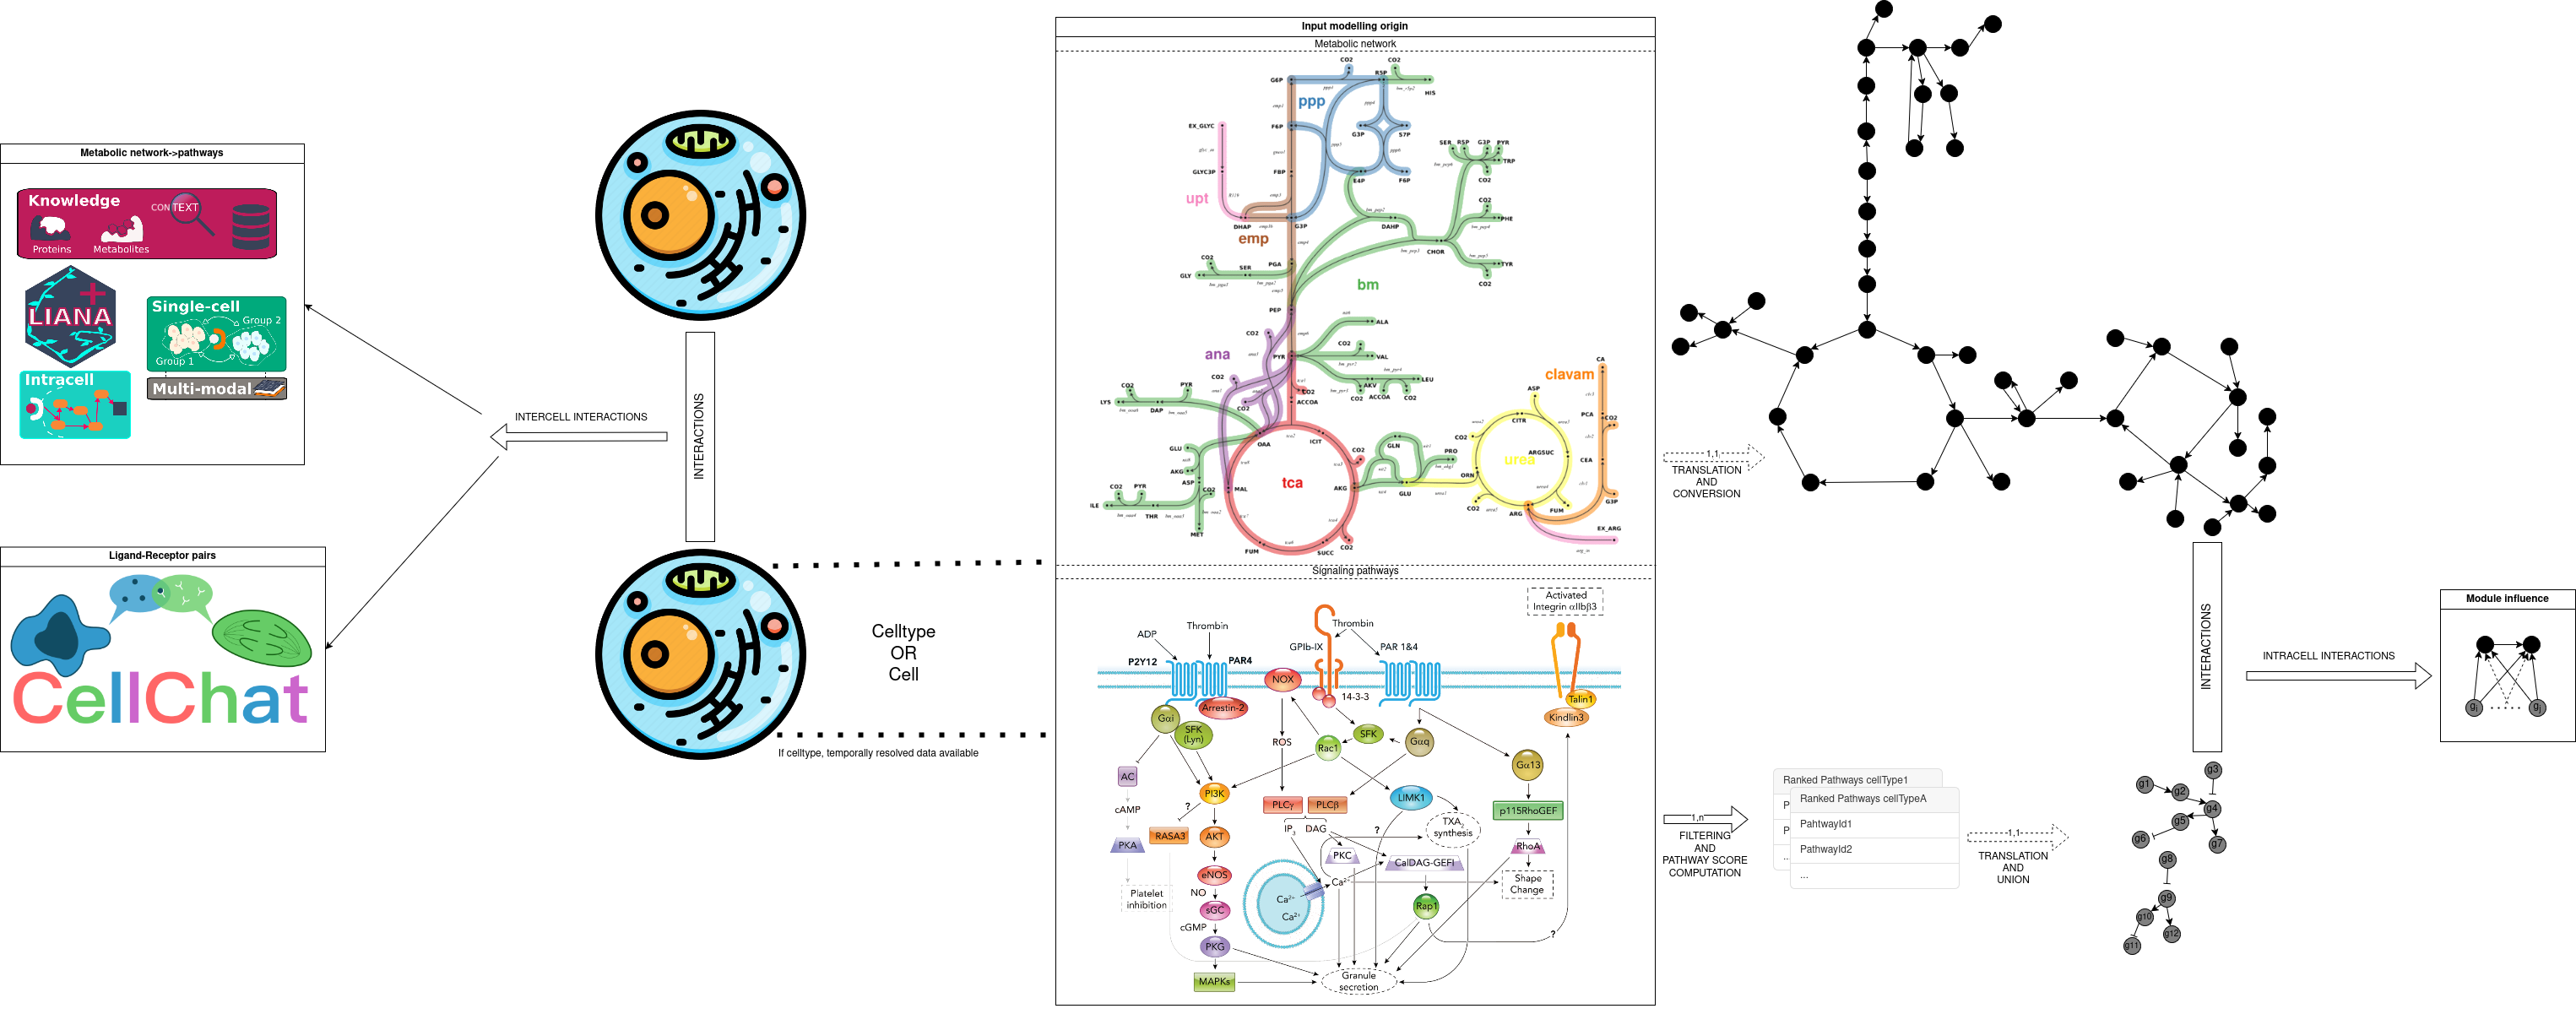 Metabolic network->pathways
Knowledge
CONTEXT
Proteins
Metabolites
LIANA
+
Single-cell
Group 2
Group 1
Intracell
Multi-modal
Ligand-Receptor pairs
CellChat
INTERCELL INTERACTIONS
INTERACTIONS
Celltype
OR
Cell
If celltype, temporally resolved data available
Input modelling origin
Metabolic network
CO2
CO2
G6P
R5P
HIS
ppp
EX_GLYC
F6P
G3P
S7P
SER
R5P
G3P
PYR
TRP
CO2
GLYC3P
FBP
E4P
F6P
upt
CO2
PHE
DHAP
G3P
DAHP
emp
CHOR
CO2
SER
PGA
TYR
GLY
CO2
bm
PEP
CO2
ALA
ana
PYR
CO2
VAL
CA
clavam
CO2
AKV
LEU
CO2
ACCOA
CO2
CO2
PYR
CO2
ACCOA
ASP
LYS
DAP
CO2
PCA
CO2
CITR
OAA
ICIT
GLN
CO2
GLU
CO2
PRO
ARGSUC
urea
CEA
AKG
ASP
ORN
CO2
PYR
CO2
MAL
tca
AKG
GLU
G3P
ILE
THR
CO2
ARG
FUM
MET
EX_ARG
FUM
SUCC
CO2
Signaling pathways
Activated
Integrin αIIbβ3
ADP
Thrombin
Thrombin
P2Y12
PAR4
GPIb-IX
PAR 1&4
NOX
14-3-3
Talin1
Kindlin3
Arrestin-2
Gαi
SFK
(Lyn)
ROS
Rac1
SFK
Gαq
Gα13
AC
cAMP
PI3K
?
PLCγ
PLCβ
LIMK1
p115RhoGEF
IP3
DAG
?
TXA2
synthesis
RASA3
AKT
PKA
PKC
CalDAG-GEFI
RhoA
eNOS
Ca2+
Shape
Change
Platelet
inhibition
NO
sGC
Ca2+
Ca2+
Rap1
cGMP
PKG
?
MAPKs
Granule
secretion
1,1
TRANSLATION
AND
CONVERSION
1,n
FILTERING
AND
PATHWAY SCORE
COMPUTATION
Ranked Pathways cellType1
P
P
..
Ranked Pathways cellTypeA
PahtwayId1
PathwayId2
...
1,1
TRANSLATION
AND
UNION
INTERACTIONS
g1
g2
g3
g4
g5
g6
g7
g8
g9
g10
g11
g12
INTRACELL INTERACTIONS
Module influence
gi
gj